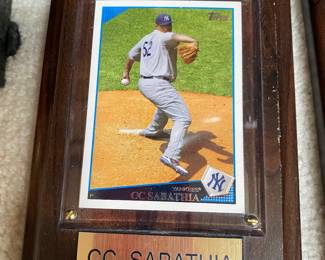 Topps
52
YANKEES
CC SABATHIA
NY
CC SABATHIA